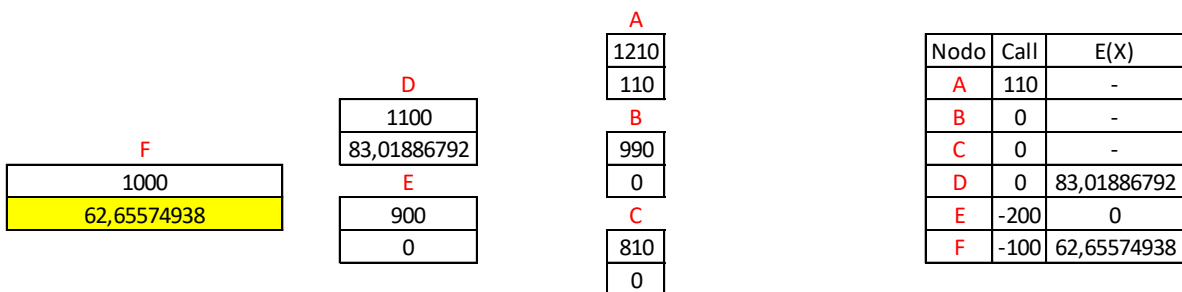 A
1210
110
D
1100
83,01886792
B
990
0
F
1000
62,65574938
E
900
0
C
810
0
Nodo Call E(X)
A 110 -
B 0 -
C 0 -
D 0 83,01886792
E -200 0
F -100 62,65574938